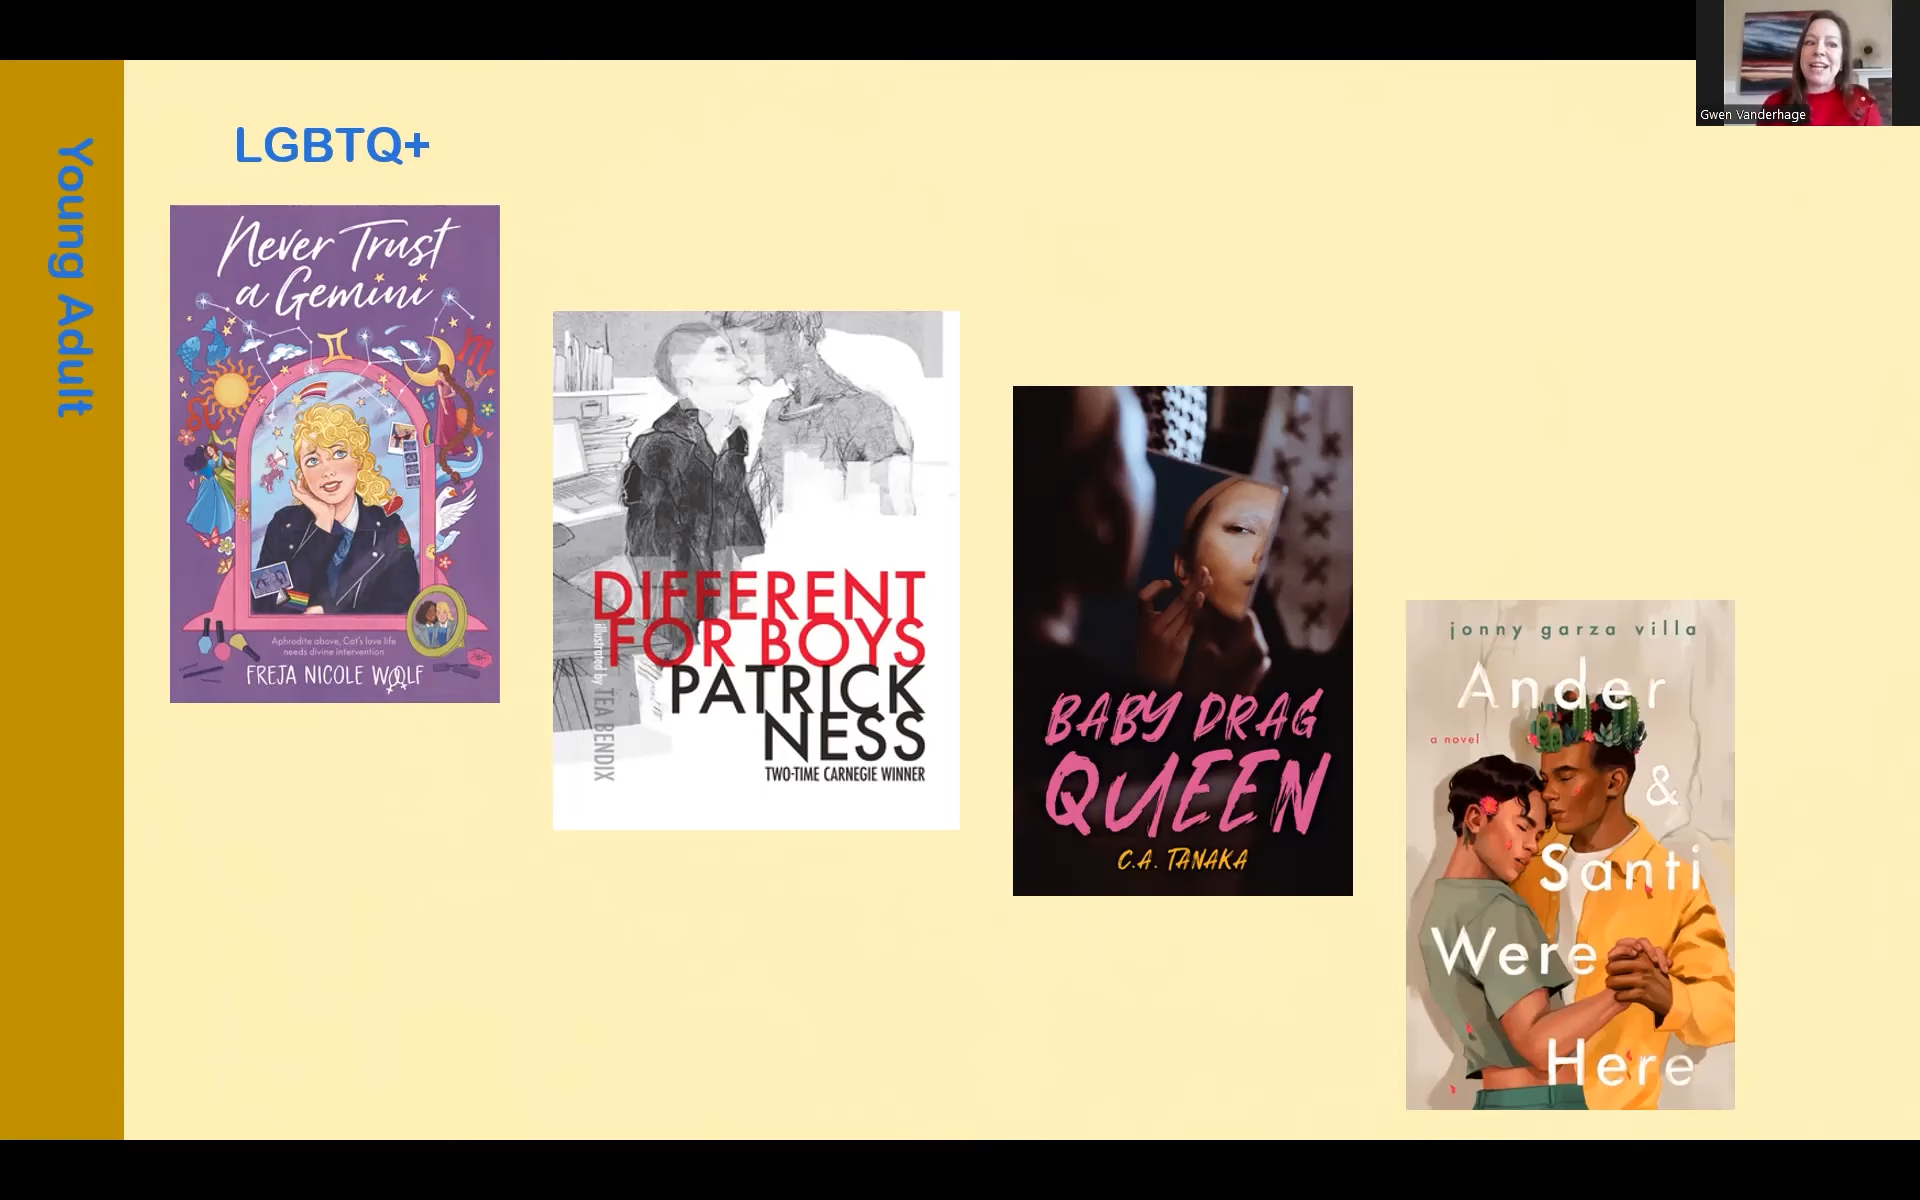 Gwen Vanderhage
Young Adult
LGBTQ+
Never Trust
a Gemini
Aphrodite above, Cat's love life
needs divine intervention
FREJA NICOLE WOOLF
DIFFERENT
FOR BOYS
PATRICK
NESS
TWO-TIME CARNEGIE WINNER
illustrated by TEA BENDIX
BABY DRAG
QUEEN
C.A. TANAKA
jonny garza villa
Ander
a novel
&
Santi
Were
Here